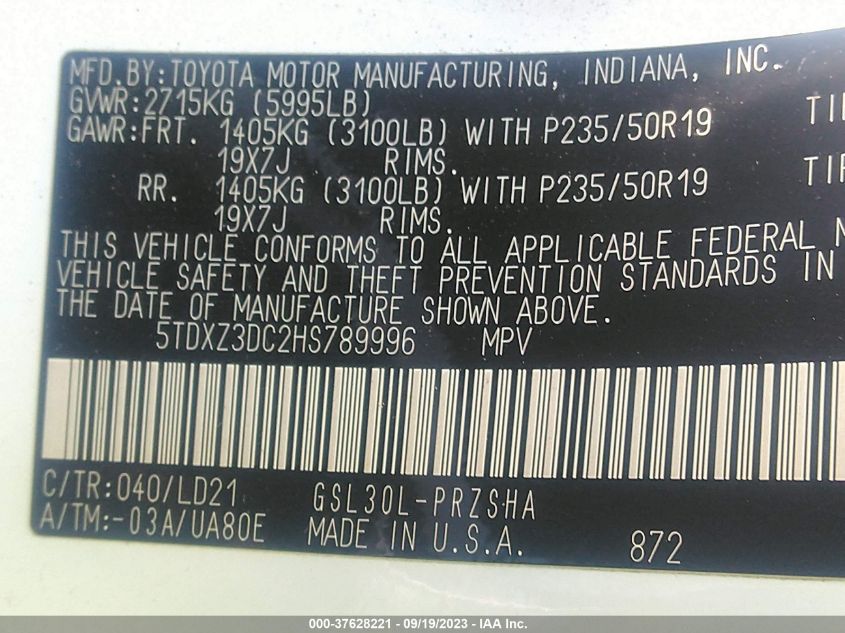 MFD.BY:TOYOTA MOTOR MANUFACTURING, INDIANA, INC.
GVWR:2715KG (5995LB)
GAWR:FRT. 1405KG (3100LB) WITH P235/50R19
19X7J RIMS.
RR. 1405KG (3100LB) WITH P235/50R19
19X7J RIMS.
THIS VEHICLE CONFORMS TO ALL APPLICABLE FEDERAL
VEHICLE SAFETY AND THEFT PREVENTION STANDARDS IN
THE DATE OF MANUFACTURE SHOWN ABOVE.
5TDXZ3DC2HS789996 MPV
C/TR:040/LD21 GSL30L-PRZSHA
A/TM:-03A/UA80E MADE IN U.S.A. 872
000-37628221 - 09/19/2023 - IAA Inc.